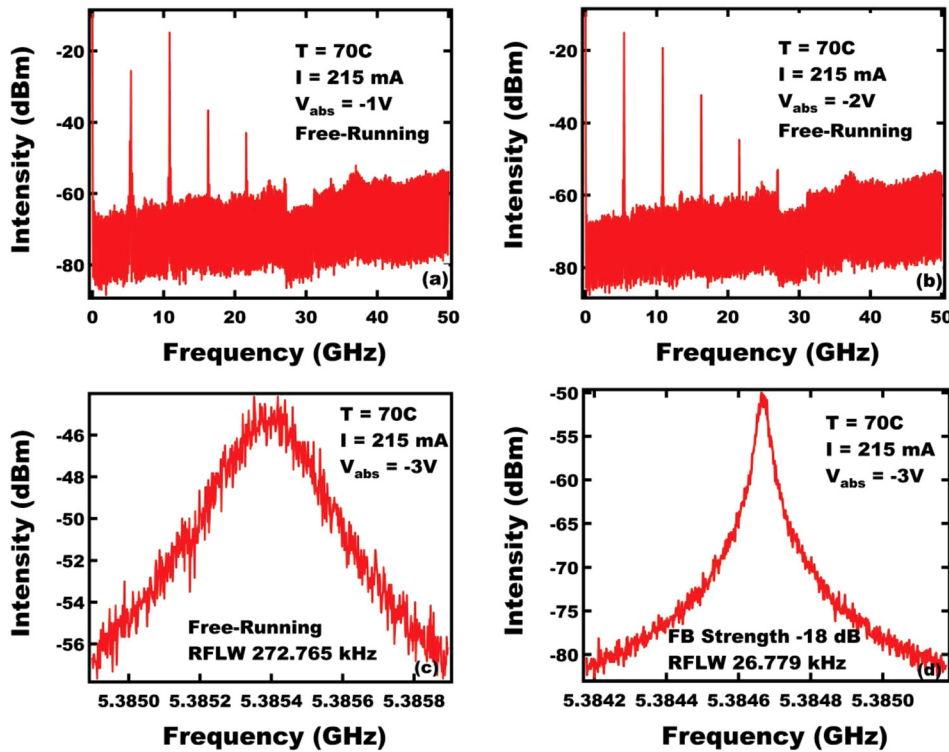 -20
-40
-60
-80
Intensity (dBm)
T = 70C
I = 215 mA
Vabs = -1V
Free-Running
(a)
0 10 20 30 40 50
Frequency (GHz)
-20
-40
-60
-80
Intensity (dBm)
T = 70C
I = 215 mA
Vabs = -2V
Free-Running
(b)
0 10 20 30 40 50
Frequency (GHz)
-46
-48
-50
-52
-54
-56
Intensity (dBm)
T = 70C
I = 215 mA
Vabs = -3V
Free-Running
RFLW 272.765 kHz
(c)
5.3850 5.3852 5.3854 5.3856 5.3858
Frequency (GHz)
-50
-55
-60
-65
-70
-75
-80
Intensity (dBm)
T = 70C
I = 215 mA
Vabs = -3V
FB Strength -18 dB
RFLW 26.779 kHz
(d)
5.3842 5.3844 5.3846 5.3848 5.3850
Frequency (GHz)